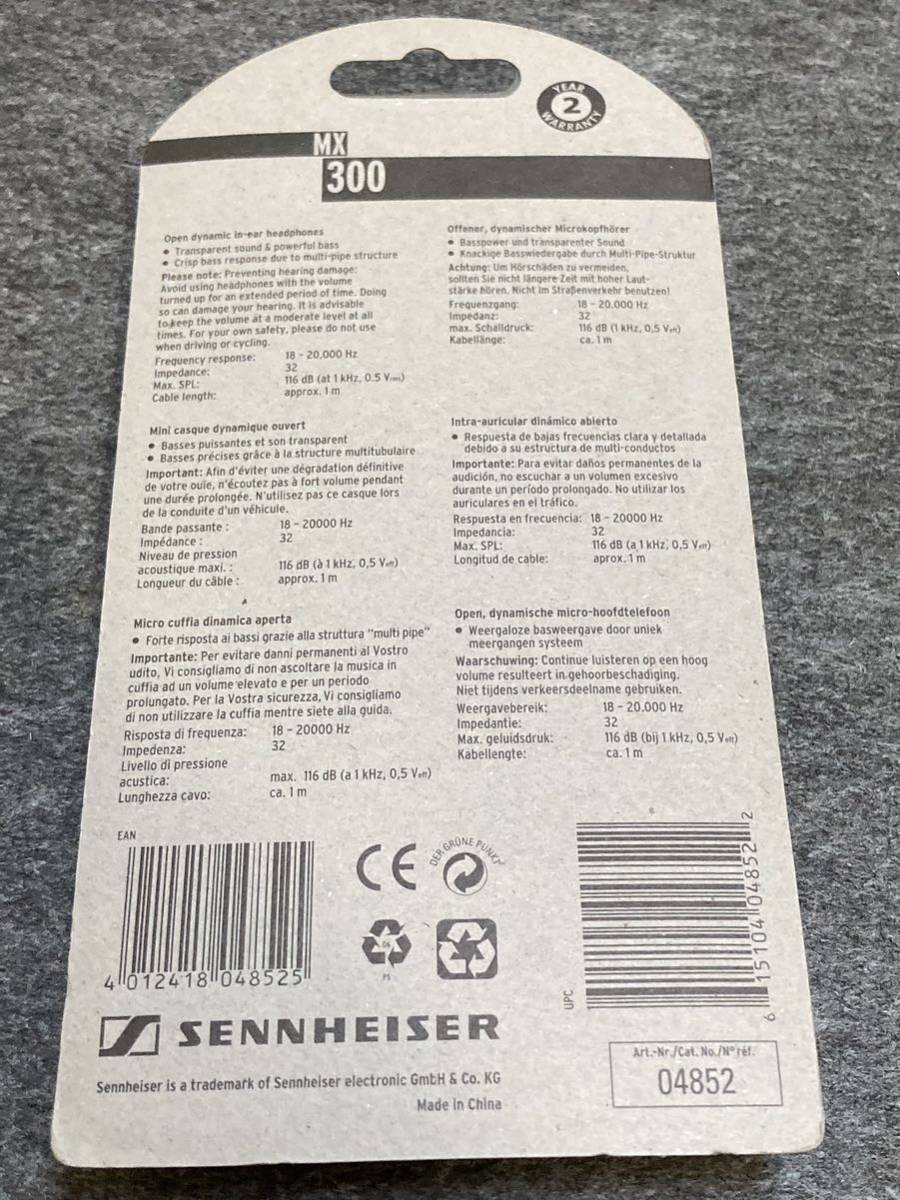 YEAR
2
WARRANTY
MX
300
Open dynamic in-ear headphones
• Transparent sound & powerful bass
• Crisp bass response due to multi-pipe structure
Please note: Preventing hearing damage:
Avoid using headphones with the volume
turned up for an extended period of time. Doing
so can damage your hearing. It is advisable
to keep the volume at a moderate level at all
times. For your own safety, please do not use
when driving or cycling.
Frequency response: 18 - 20,000 Hz
Impedance: 32
Max. SPL: 116 dB (at 1 kHz, 0.5 Vrms)
Cable length: approx. 1 m
Offener, dynamischer Microkopfhörer
• Basspower und transparenter Sound
• Knackige Basswiedergabe durch Multi-Pipe-Struktur
Achtung: Um Hörschäden zu vermeiden,
sollten Sie nicht längere Zeit mit hoher Laut-
stärke hören. Nicht im Straßenverkehr benutzen!
Frequenzgang: 18 - 20.000 Hz
Impedanz: 32
max. Schalldruck: 116 dB (1 kHz, 0,5 Veff)
Kabellänge: ca. 1 m
Mini casque dynamique ouvert
• Basses puissantes et son transparent
• Basses précises grâce à la structure multitubulaire
Important: Afin d'éviter une dégradation définitive
de votre ouïe, n'écoutez pas à fort volume pendant
une durée prolongée. N'utilisez pas ce casque lors
de la conduite d'un véhicule.
Bande passante : 18 - 20000 Hz
Impédance : 32
Niveau de pression
acoustique maxi. : 116 dB (à 1 kHz, 0,5 Veff)
Longueur du câble : approx. 1 m
Intra-auricular dinámico abierto
• Respuesta de bajas frecuencias clara y detallada
debido a su estructura de multi-conductos
Importante: Para evitar daños permanentes de la
audición, no escuchar a un volumen excesivo
durante un período prolongado. No utilizar los
auriculares en el tráfico.
Respuesta en frecuencia: 18 - 20000 Hz
Impedancia: 32
Max. SPL: 116 dB (a 1 kHz, 0,5 Veff)
Longitud de cable: aprox. 1 m
Micro cuffia dinamica aperta
• Forte risposta ai bassi grazie alla struttura "multi pipe"
Importante: Per evitare danni permanenti al Vostro
udito, Vi consigliamo di non ascoltare la musica in
cuffia ad un volume elevato e per un periodo
prolungato. Per la Vostra sicurezza, Vi consigliamo
di non utilizzare la cuffia mentre siete alla guida.
Risposta di frequenza: 18 - 20000 Hz
Impedenza: 32
Livello di pressione
acustica: max. 116 dB (a 1 kHz, 0,5 Veff)
Lunghezza cavo: ca. 1 m
Open, dynamische micro-hoofdtelefoon
• Weergaloze basweergave door uniek
meergangen systeem
Waarschuwing: Continue luisteren op een hoog
volume resulteert in gehoorbeschadiging.
Niet tijdens verkeersdeelname gebruiken.
Weergavebereik: 18 - 20.000 Hz
Impedantie: 32
Max. geluidsdruk: 116 dB (bij 1 kHz, 0,5 Veff)
Kabellengte: ca. 1 m
EAN
4 012418 048525
CE
DER GRÜNE PUNKT
06
PS
UPC
6 15104 04852 2
SENNHEISER
Sennheiser is a trademark of Sennheiser electronic GmbH & Co. KG
Made in China
Art.-Nr./Cat. No./N° réf.
04852